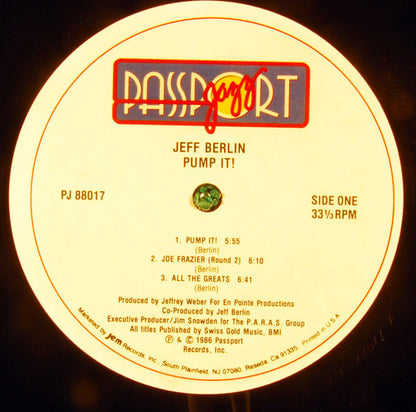 PASSPORT
jazz
JEFF BERLIN
PUMP IT!
PJ 88017
SIDE ONE
33⅓ RPM
1. PUMP IT! 5:55
(Berlin)
2. JOE FRAZIER (Round 2) 6:10
(Berlin)
3. ALL THE GREATS 6:41
(Berlin)
Produced by Jeffrey Weber For En Pointe Productions
Co-Produced by Jeff Berlin
Executive Producer/Jim Snowden for The P.A.R.A.S. Group
All titles Published by Swiss Gold Music, BMI
℗ & © 1986 Passport
Records, Inc.
Marketed by jem Records, Inc. South Plainfield, NJ 07080, Reseda, CA 91335. Printed in U.S.A.